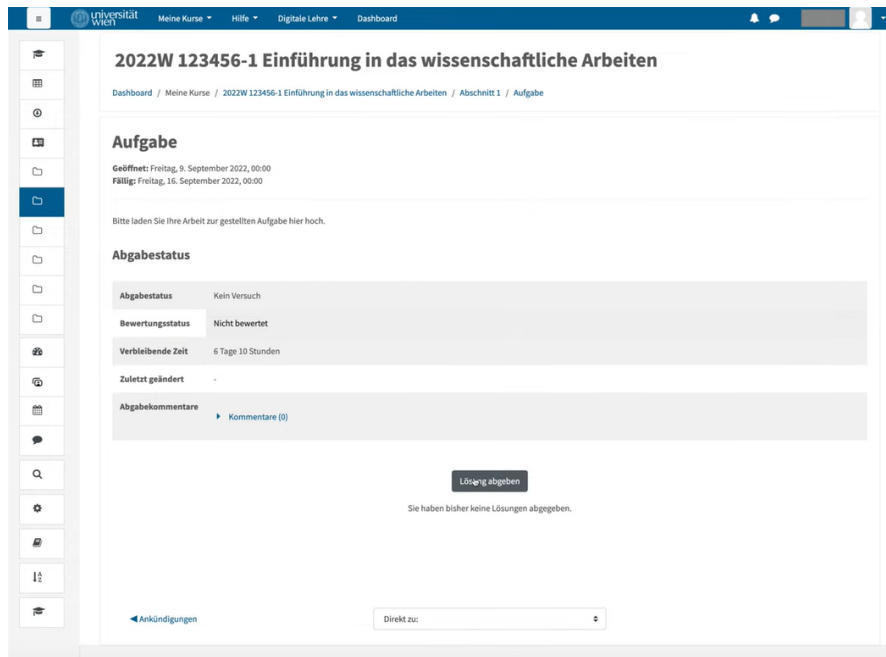 universität
wien
Meine Kurse Hilfe Digitale Lehre Dashboard
2022W 123456-1 Einführung in das wissenschaftliche Arbeiten
Dashboard / Meine Kurse / 2022W 123456-1 Einführung in das wissenschaftliche Arbeiten / Abschnitt 1 / Aufgabe
Aufgabe
Geöffnet: Freitag, 9. September 2022, 00:00
Fällig: Freitag, 16. September 2022, 00:00
Bitte laden Sie Ihre Arbeit zur gestellten Aufgabe hier hoch.
Abgabestatus
Abgabestatus Kein Versuch
Bewertungsstatus Nicht bewertet
Verbleibende Zeit 6 Tage 10 Stunden
Zuletzt geändert -
Abgabekommentare
Kommentare (0)
Lösung abgeben
Sie haben bisher keine Lösungen abgegeben.
Ankündigungen Direkt zu: